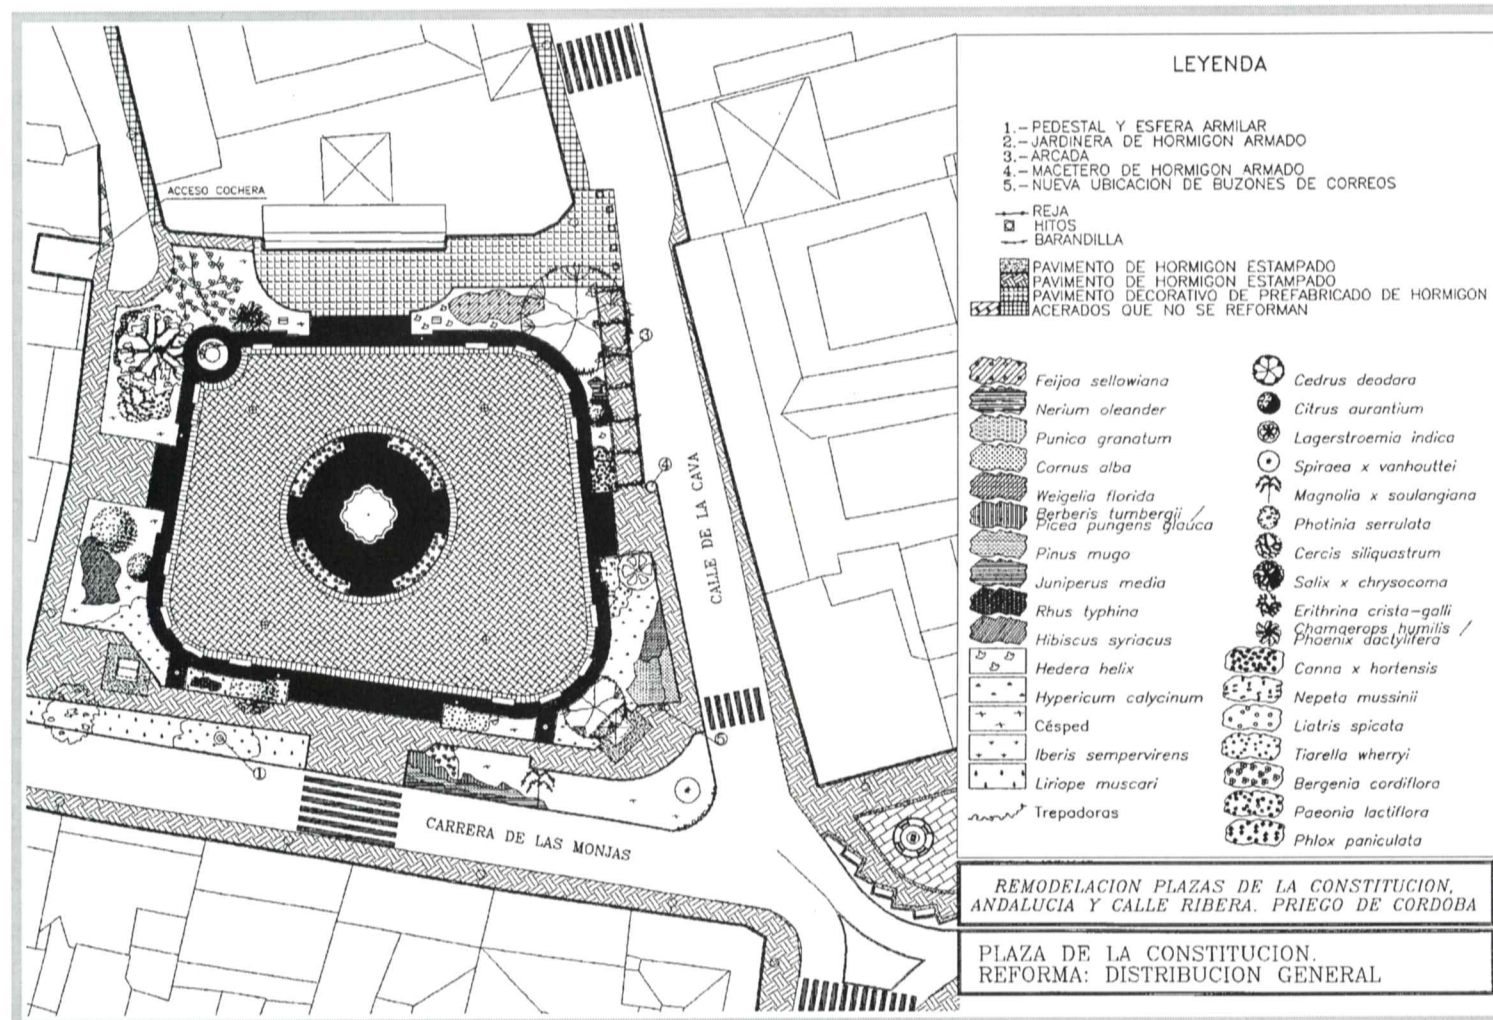 ACCESO COCHERA
3
4
CALLE DE LA CAVA
5
1
CARRERA DE LAS MONJAS
LEYENDA
1.- PEDESTAL Y ESFERA ARMILAR
2.- JARDINERA DE HORMIGON ARMADO
3.- ARCADA
4.- MACETERO DE HORMIGON ARMADO
5.- NUEVA UBICACION DE BUZONES DE CORREOS
REJA
HITOS
BARANDILLA
PAVIMENTO DE HORMIGON ESTAMPADO
PAVIMENTO DE HORMIGON ESTAMPADO
PAVIMENTO DECORATIVO DE PREFABRICADO DE HORMIGON
ACERADOS QUE NO SE REFORMAN
Feijoa sellowiana
Nerium oleander
Punica granatum
Cornus alba
Weigelia florida
Berberis tumbergii /
Picea pungens glaúca
Pinus mugo
Juniperus media
Rhus typhina
Hibiscus syriacus
Hedera helix
Hypericum calycinum
Césped
Iberis sempervirens
Liriope muscari
Trepadoras
Cedrus deodara
Citrus aurantium
Lagerstroemia indica
Spiraea x vanhouttei
Magnolia x soulangiana
Photinia serrulata
Cercis siliquastrum
Salix x chrysocoma
Erithrina crista-galli
Chamaerops humilis /
Phoenix dactylifera
Canna x hortensis
Nepeta mussinii
Liatris spicata
Tiarella wherryi
Bergenia cordiflora
Paeonia lactiflora
Phlox paniculata
REMODELACION PLAZAS DE LA CONSTITUCION,
ANDALUCIA Y CALLE RIBERA. PRIEGO DE CORDOBA
PLAZA DE LA CONSTITUCION.
REFORMA: DISTRIBUCION GENERAL